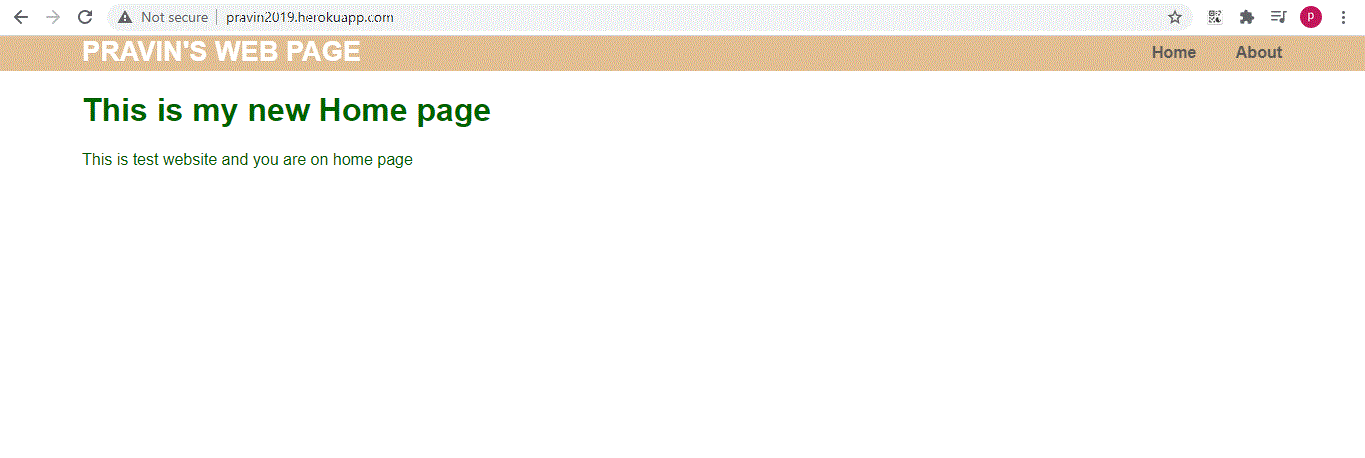 Not secure | pravin2019.herokuapp.com P
PRAVIN'S WEB PAGE Home About
This is my new Home page
This is test website and you are on home page